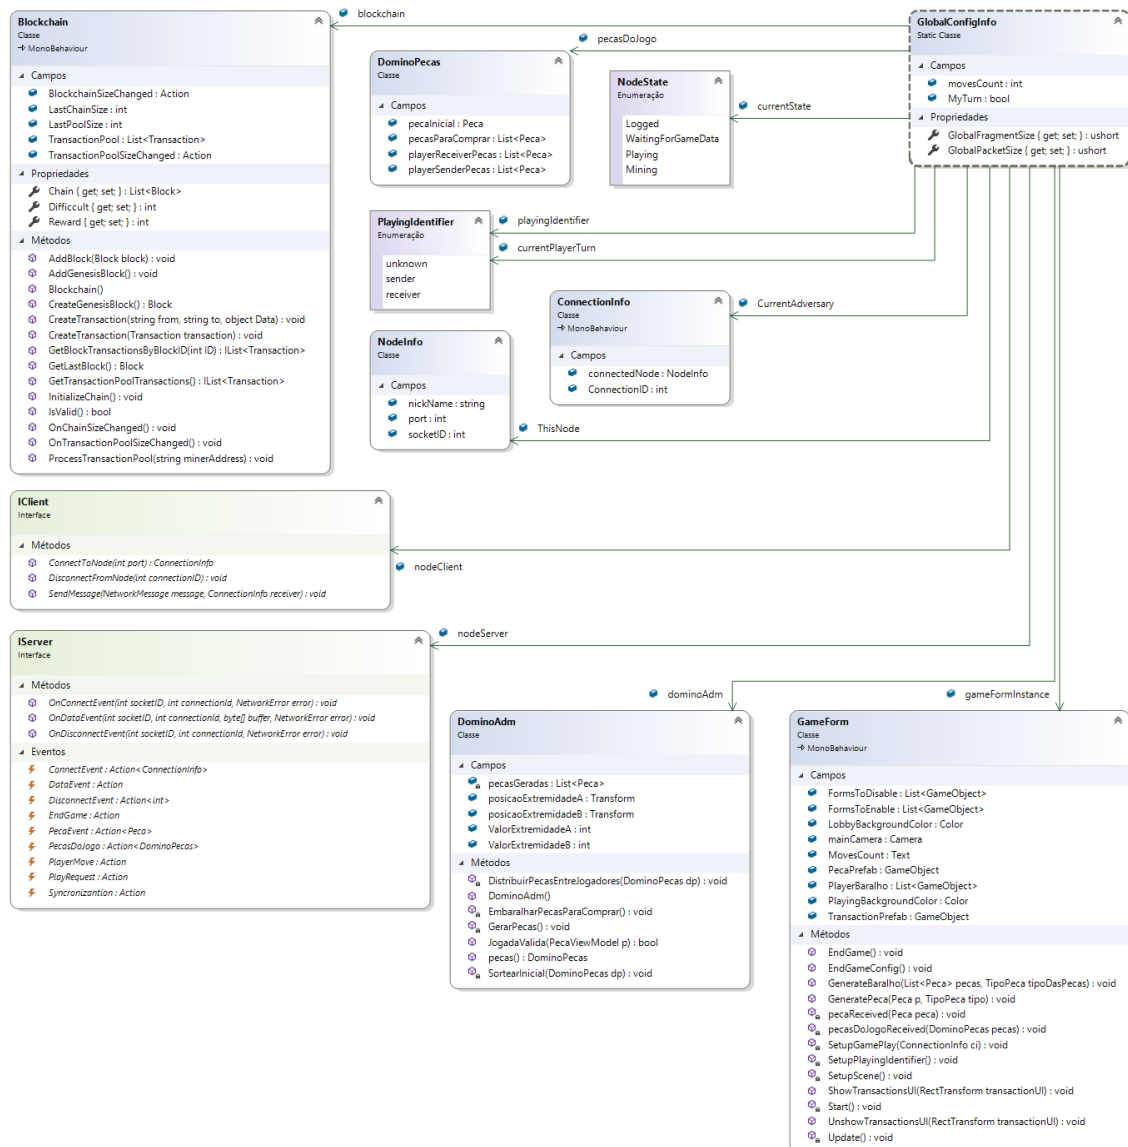 Blockchain
Classe
MonoBehaviour
Campos
BlockchainSizeChanged : Action
LastChainSize : int
LastPoolSize : int
TransactionPool : List<Transaction>
TransactionPoolSizeChanged : Action
Propriedades
Chain { get; set; } : List<Block>
Difficcult { get; set; } : int
Reward { get; set; } : int
Métodos
AddBlock(Block block) : void
AddGenesisBlock() : void
Blockchain()
CreateGenesisBlock() : Block
CreateTransaction(string from, string to, object Data) : void
CreateTransaction(Transaction transaction) : void
GetBlockTransactionsByBlockID(int ID) : IList<Transaction>
GetLastBlock() : Block
GetTransactionPoolTransactions() : IList<Transaction>
InitializeChain() : void
IsValid() : bool
OnChainSizeChanged() : void
OnTransactionPoolSizeChanged() : void
ProcessTransactionPool(string minerAddress) : void
blockchain
GlobalConfigInfo
Static Classe
Campos
movesCount : int
MyTurn : bool
Propriedades
GlobalFragmentSize { get; set; } : ushort
GlobalPacketSize { get; set; } : ushort
pecasDoJogo
DominoPecas
Classe
Campos
pecaInicial : Peca
pecasParaComprar : List<Peca>
playerReceiverPecas : List<Peca>
playerSenderPecas : List<Peca>
NodeState
Enumeração
Logged
WaitingForGameData
Playing
Mining
currentState
PlayingIdentifier
Enumeração
unknown
sender
receiver
playingIdentifier
currentPlayerTurn
ConnectionInfo
Classe
MonoBehaviour
Campos
connectedNode : NodeInfo
ConnectionID : int
CurrentAdversary
NodeInfo
Classe
Campos
nickName : string
port : int
socketID : int
ThisNode
IClient
Interface
Métodos
ConnectToNode(int port) : ConnectionInfo
DisconnectFromNode(int connectionID) : void
SendMessage(NetworkMessage message, ConnectionInfo receiver) : void
nodeClient
IServer
Interface
Métodos
OnConnectEvent(int socketID, int connectionId, NetworkError error) : void
OnDataEvent(int socketID, int connectionId, byte[] buffer, NetworkError error) : void
OnDisconnectEvent(int socketID, int connectionId, NetworkError error) : void
Eventos
ConnectEvent : Action<ConnectionInfo>
DataEvent : Action
DisconnectEvent : Action<int>
EndGame : Action
PecaEvent : Action<Peca>
PecasDoJogo : Action<DominoPecas>
PlayerMove : Action
PlayRequest : Action
Syncronizantion : Action
nodeServer
dominoAdm
DominoAdm
Classe
Campos
pecasGeradas : List<Peca>
posicaoExtremidadeA : Transform
posicaoExtremidadeB : Transform
ValorExtremidadeA : int
ValorExtremidadeB : int
Métodos
DistribuirPecasEntreJogadores(DominoPecas dp) : void
DominoAdm()
EmbaralharPecasParaComprar() : void
GerarPecas() : void
JogadaValida(PecaViewModel p) : bool
pecas() : DominoPecas
SortearInicial(DominoPecas dp) : void
gameFormInstance
GameForm
Classe
MonoBehaviour
Campos
FormsToDisable : List<GameObject>
FormsToEnable : List<GameObject>
LobbyBackgroundColor : Color
mainCamera : Camera
MovesCount : Text
PecaPrefab : GameObject
PlayerBaralho : List<GameObject>
PlayingBackgroundColor : Color
TransactionPrefab : GameObject
Métodos
EndGame() : void
EndGameConfig() : void
GenerateBaralho(List<Peca> pecas, TipoPeca tipoDasPecas) : void
GeneratePeca(Peca p, TipoPeca tipo) : void
pecaReceived(Peca peca) : void
pecasDoJogoReceived(DominoPecas pecas) : void
SetupGamePlay(ConnectionInfo ci) : void
SetupPlayingIdentifier() : void
SetupScene() : void
ShowTransactionsUI(RectTransform transactionUI) : void
Start() : void
UnshowTransactionsUI(RectTransform transactionUI) : void
Update() : void